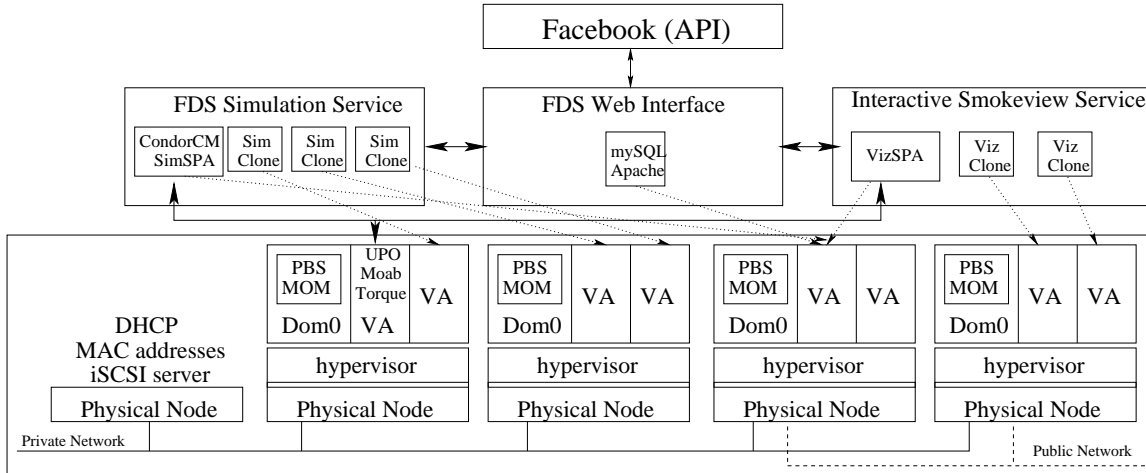 Facebook (API)
FDS Simulation Service
FDS Web Interface
Interactive Smokeview Service
CondorCM
SimSPA
Sim
Clone
Sim
Clone
Sim
Clone
mySQL
Apache
VizSPA
Viz
Clone
Viz
Clone
DHCP
MAC addresses
iSCSI server
Physical Node
PBS
MOM
Dom0
UPO
Moab
Torque
VA
VA
hypervisor
Physical Node
PBS
MOM
Dom0
VA
VA
hypervisor
Physical Node
PBS
MOM
Dom0
VA
VA
hypervisor
Physical Node
PBS
MOM
Dom0
VA
VA
hypervisor
Physical Node
Private Network
Public Network